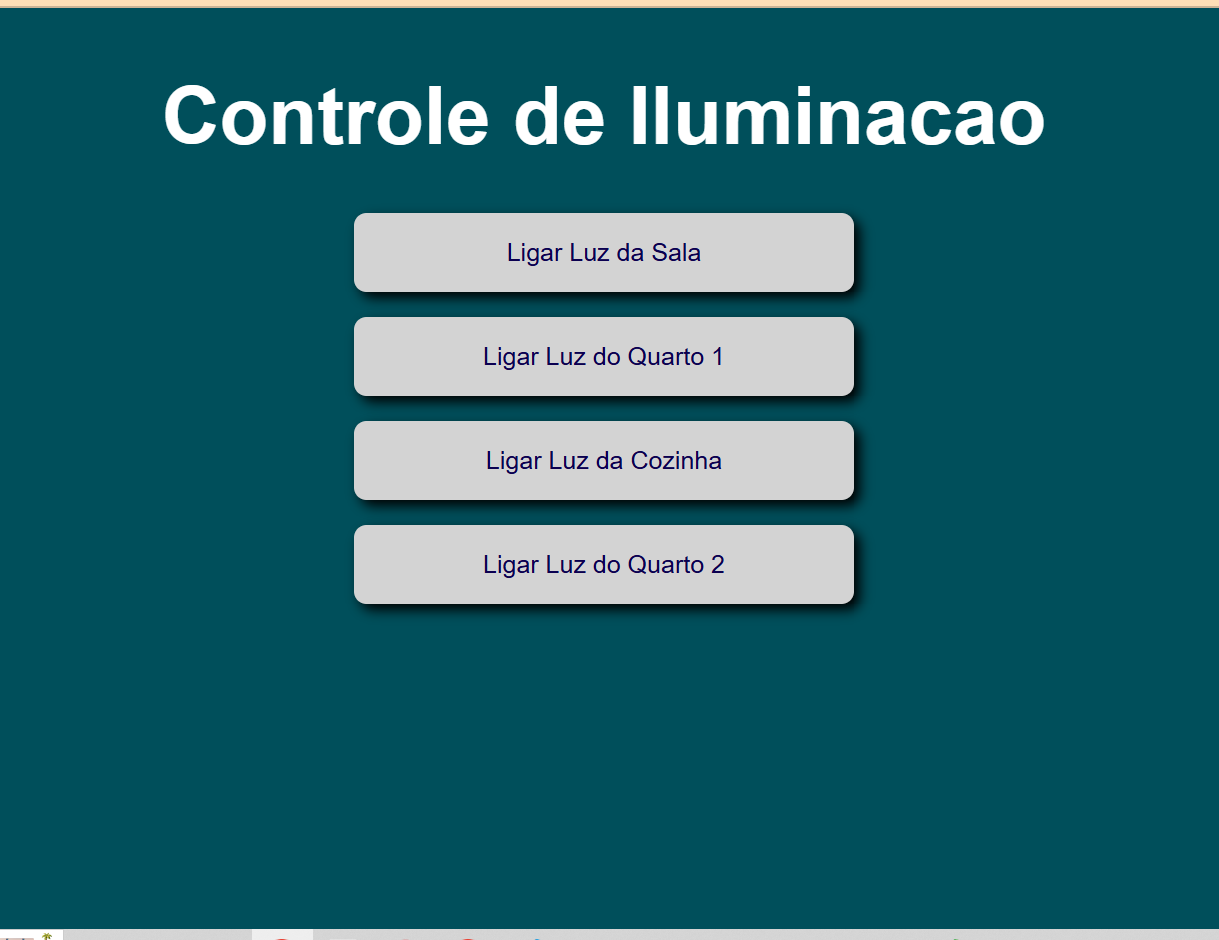 Controle de Iluminacao
Ligar Luz da Sala
Ligar Luz do Quarto 1
Ligar Luz da Cozinha
Ligar Luz do Quarto 2